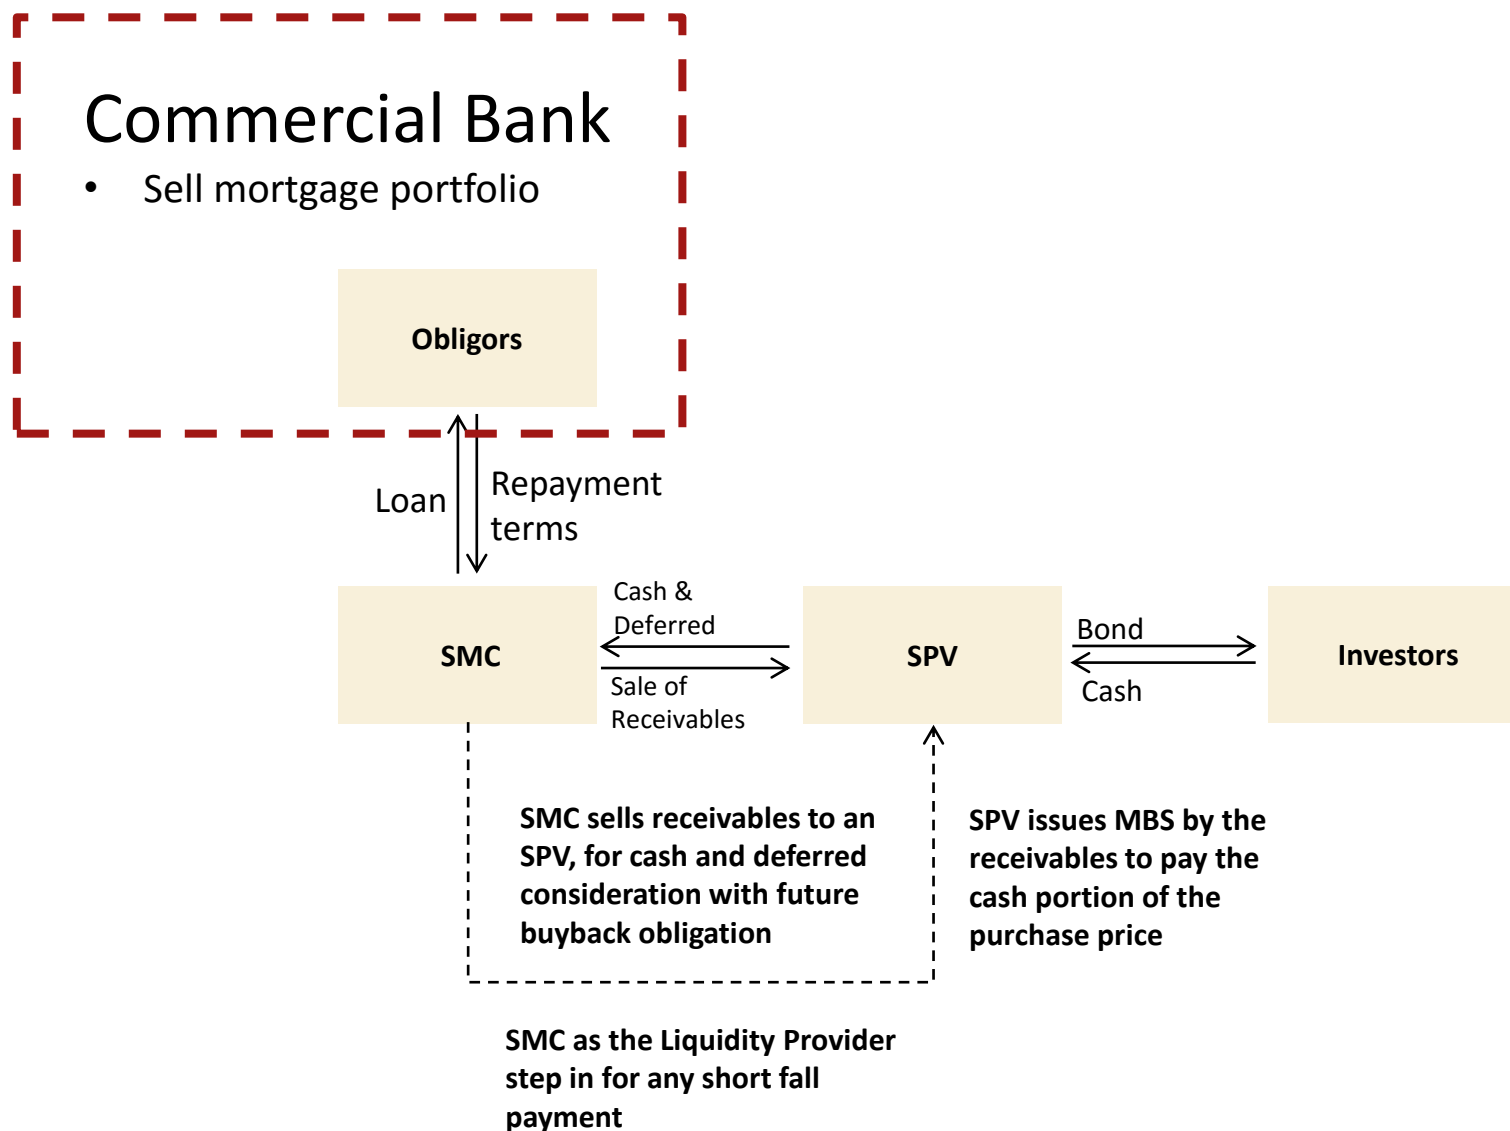 Commercial Bank
• Sell mortgage portfolio
Obligors
Loan
Repayment
terms
Cash &
Deferred
SMC
SPV
Bond
Investors
Sale of
Receivables
Cash
SMC sells receivables to an
SPV, for cash and deferred
consideration with future
buyback obligation
SPV issues MBS by the
receivables to pay the
cash portion of the
purchase price
SMC as the Liquidity Provider
step in for any short fall
payment